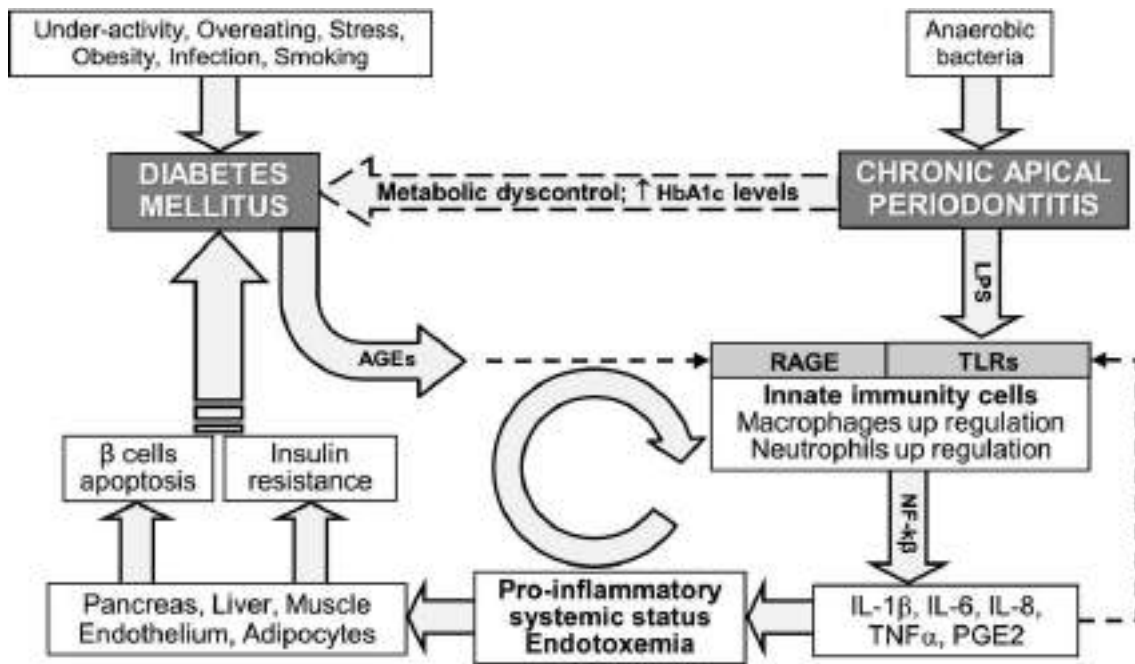 Under-activity, Overeating, Stress,
Obesity, Infection, Smoking
Anaerobic
bacteria
DIABETES
MELLITUS
Metabolic dyscontrol; ↑ HbA1c levels
CHRONIC APICAL
PERIODONTITIS
LPS
AGEs
RAGE
TLRs
Innate immunity cells
Macrophages up regulation
Neutrophils up regulation
β cells
apoptosis
Insulin
resistance
NF-kβ
Pancreas, Liver, Muscle
Endothelium, Adipocytes
Pro-inflammatory
systemic status
Endotoxemia
IL-1β, IL-6, IL-8,
TNFα, PGE2